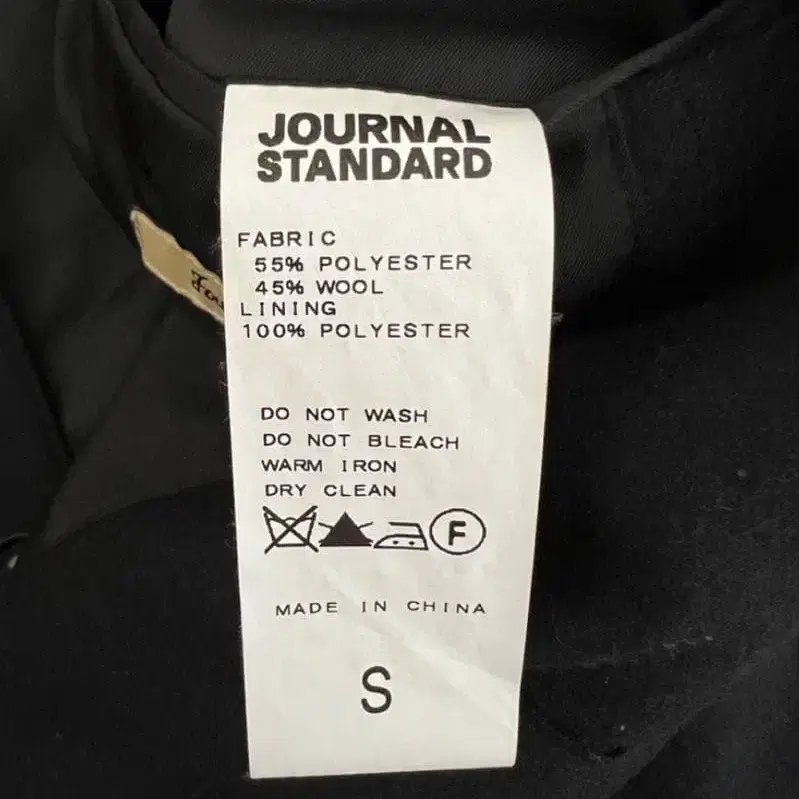 JOURNAL
STANDARD
FABRIC
55% POLYESTER
45% WOOL
LINING
100% POLYESTER
DO NOT WASH
DO NOT BLEACH
WARM IRON
DRY CLEAN
F
MADE IN CHINA
S